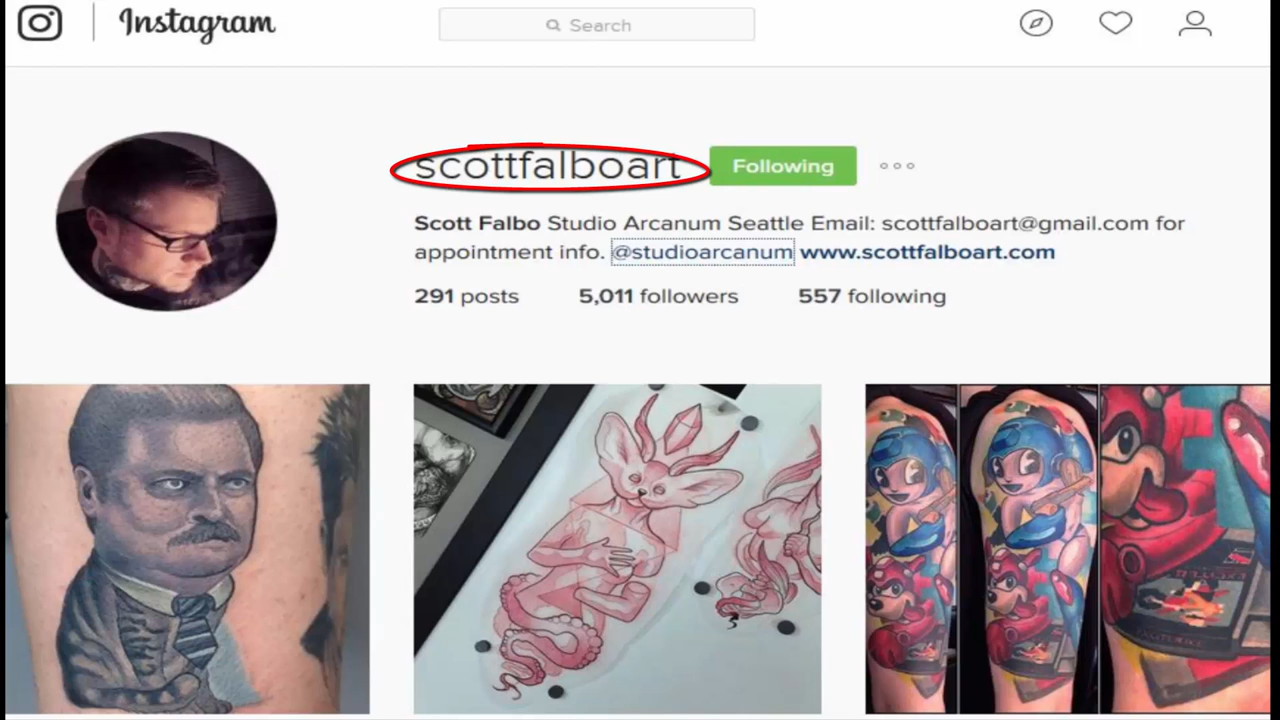 Instagram
Search
scottfalboart Following
Scott Falbo Studio Arcanum Seattle Email: scottfalboart@gmail.com for
appointment info. @studioarcanum www.scottfalboart.com
291 posts 5,011 followers 557 following